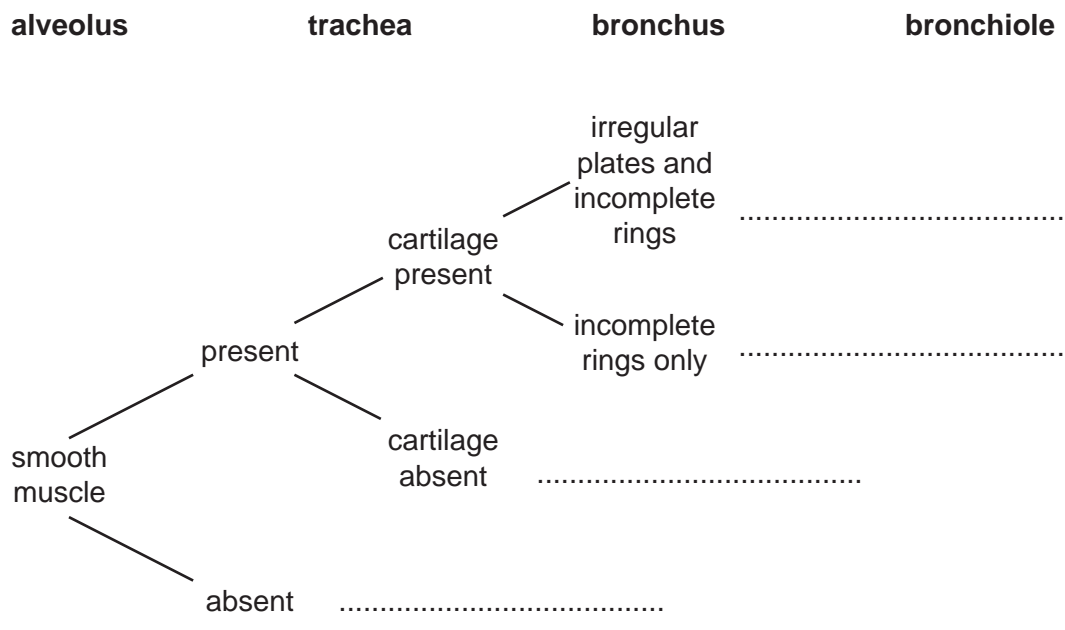 alveolus trachea bronchus bronchiole
irregular
plates and
incomplete
rings ........................................
cartilage
present
incomplete
rings only ........................................
present
cartilage
absent ........................................
smooth
muscle
absent ........................................